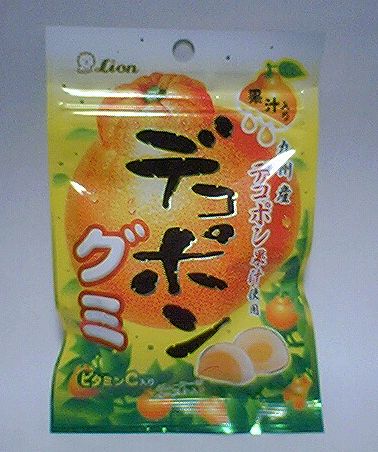 Lion
果汁入り
九州産
デコポン果汁使用
デコポン
グミ
ビタミンC入り